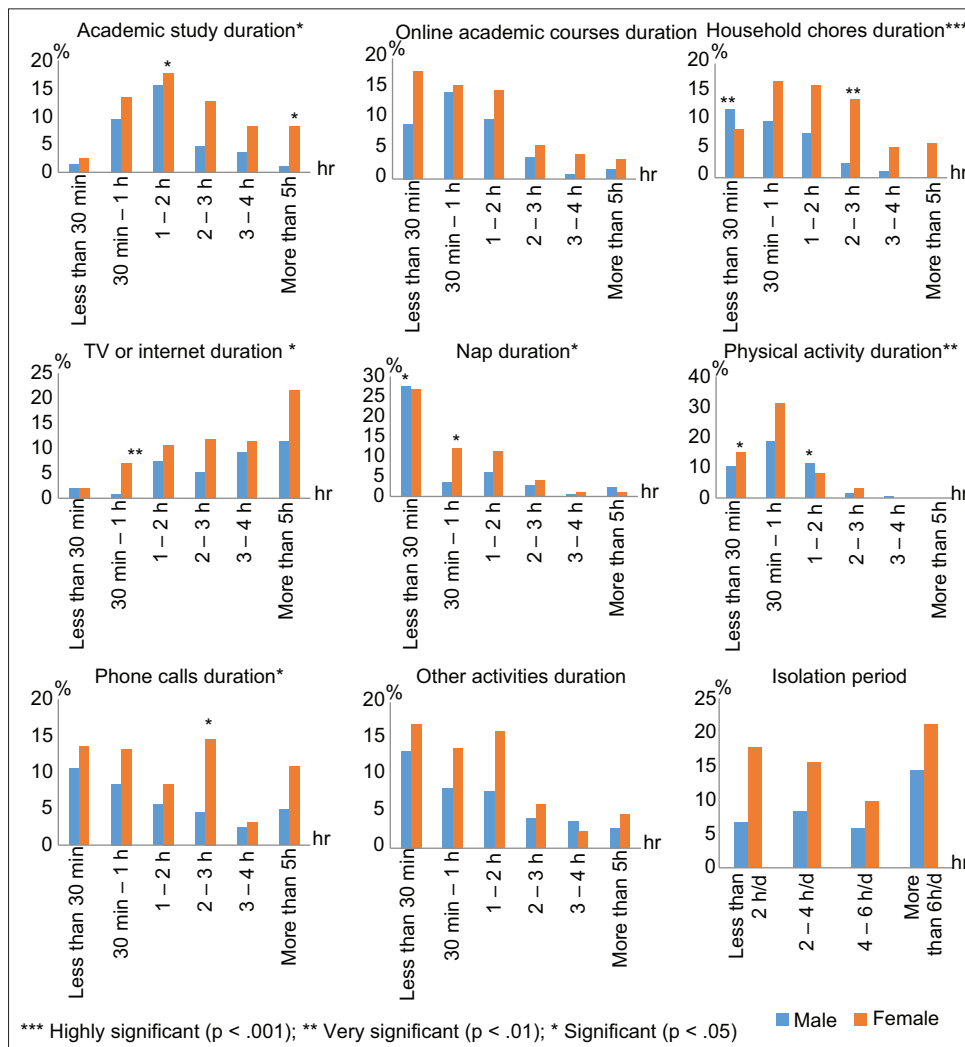 Academic study duration*
%
20
15
10
5
0
*
*
hr
Less than 30 min
30 min – 1 h
1 – 2 h
2 – 3 h
3 – 4 h
More than 5h
Online academic courses duration
20
15
10
5
0
hr
Less than 30 min
30 min – 1 h
1 – 2 h
2 – 3 h
3 – 4 h
More than 5h
Household chores duration***
%
20
15
10
5
0
**
**
hr
Less than 30 min
30 min – 1 h
1 – 2 h
2 – 3 h
3 – 4 h
More than 5h
TV or internet duration *
%
25
20
15
10
5
0
**
hr
Less than 30 min
30 min – 1 h
1 – 2 h
2 – 3 h
3 – 4 h
More than 5h
Nap duration*
%
30
25
20
15
10
5
0
*
*
hr
Less than 30 min
30 min – 1 h
1 – 2 h
2 – 3 h
3 – 4 h
More than 5h
Physical activity duration**
%
40
30
20
10
0
*
*
hr
Less than 30 min
30 min – 1 h
1 – 2 h
2 – 3 h
3 – 4 h
More than 5h
Phone calls duration*
%
20
15
10
5
0
*
hr
Less than 30 min
30 min – 1 h
1 – 2 h
2 – 3 h
3 – 4 h
More than 5h
Other activities duration
%
20
15
10
5
0
hr
Less than 30 min
30 min – 1 h
1 – 2 h
2 – 3 h
3 – 4 h
More than 5h
Isolation period
%
25
20
15
10
5
0
hr
Less than
2 h/d
2 – 4 h/d
4 – 6 h/d
More
than 6h/d
*** Highly significant (p < .001); ** Very significant (p < .01); * Significant (p < .05)
Male
Female